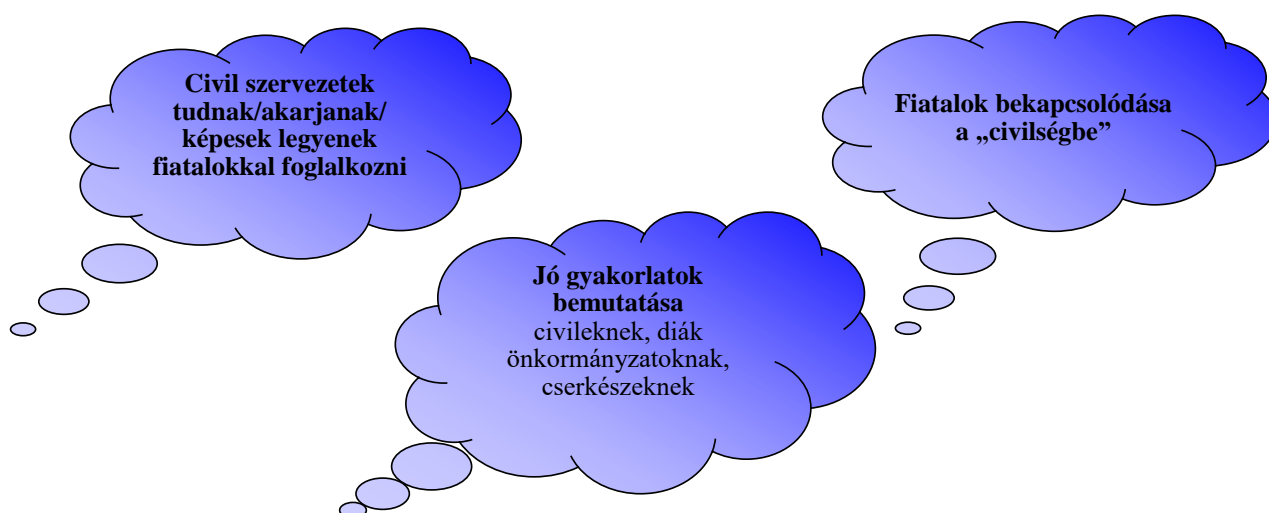 Civil szervezetek
tudnak/akarjanak/
képesek legyenek
fiatalokkal foglalkozni
Fiatalok bekapcsolódása
a „civilségbe”
Jó gyakorlatok
bemutatása
civileknek, diák
önkormányzatoknak,
cserkészeknek